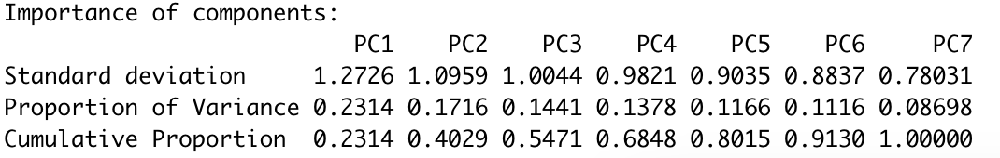 Importance of components:
PC1 PC2 PC3 PC4 PC5 PC6 PC7
Standard deviation 1.2726 1.0959 1.0044 0.9821 0.9035 0.8837 0.78031
Proportion of Variance 0.2314 0.1716 0.1441 0.1378 0.1166 0.1116 0.08698
Cumulative Proportion 0.2314 0.4029 0.5471 0.6848 0.8015 0.9130 1.00000